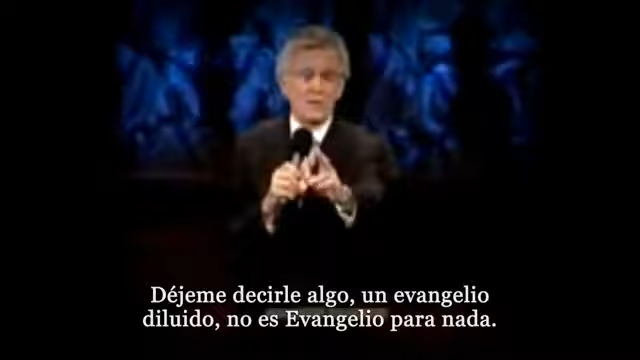 Déjeme decirle algo, un evangelio
diluido, no es Evangelio para nada.